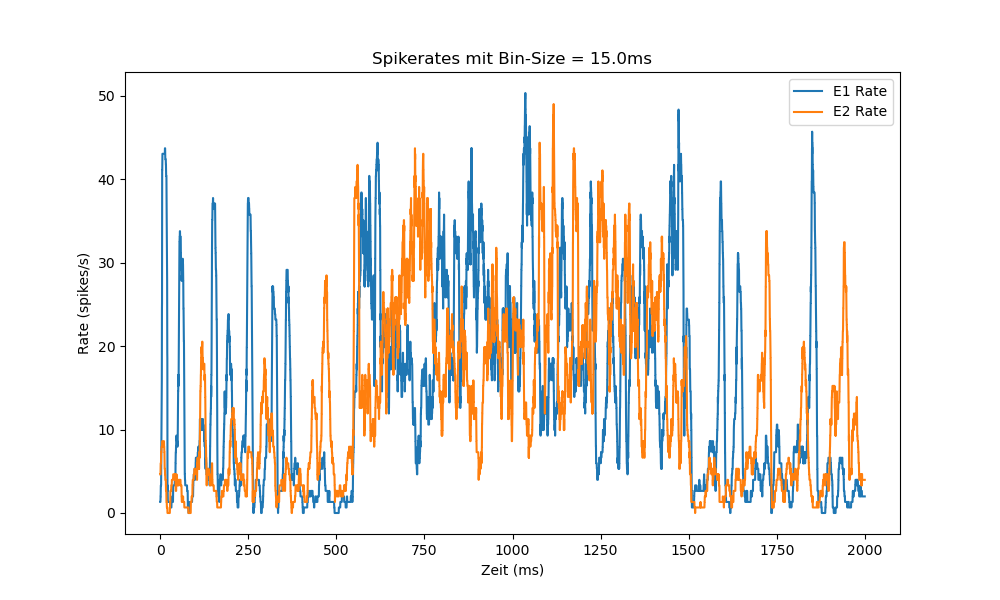 Spikerates mit Bin-Size = 15.0ms
E1 Rate
E2 Rate
50
40
30
20
10
0
Rate (spikes/s)
0 250 500 750 1000 1250 1500 1750 2000
Zeit (ms)